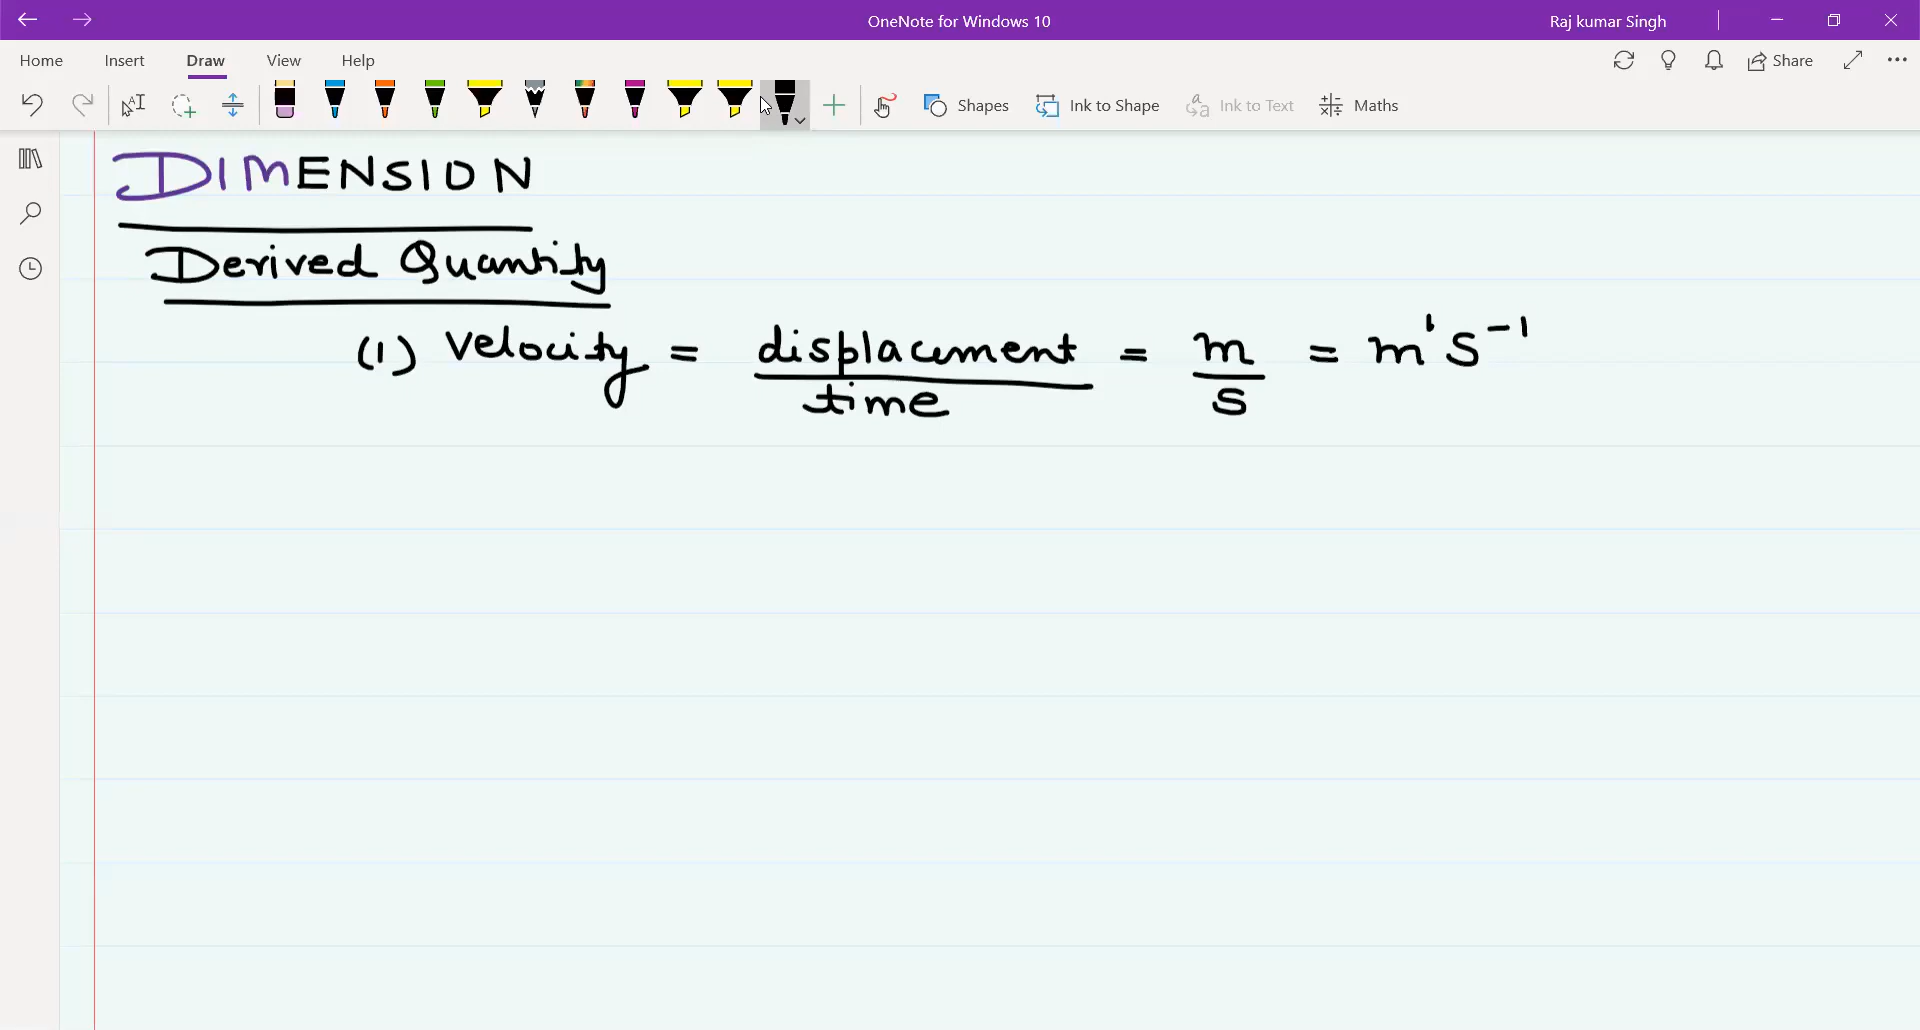 OneNote for Windows 10
Raj kumar Singh
Home Insert Draw View Help
Share
Shapes Ink to Shape Ink to Text Maths
DIMENSION
Derived Quantity
(1) Velocity = displacement/time = m/s = m¹ s⁻¹